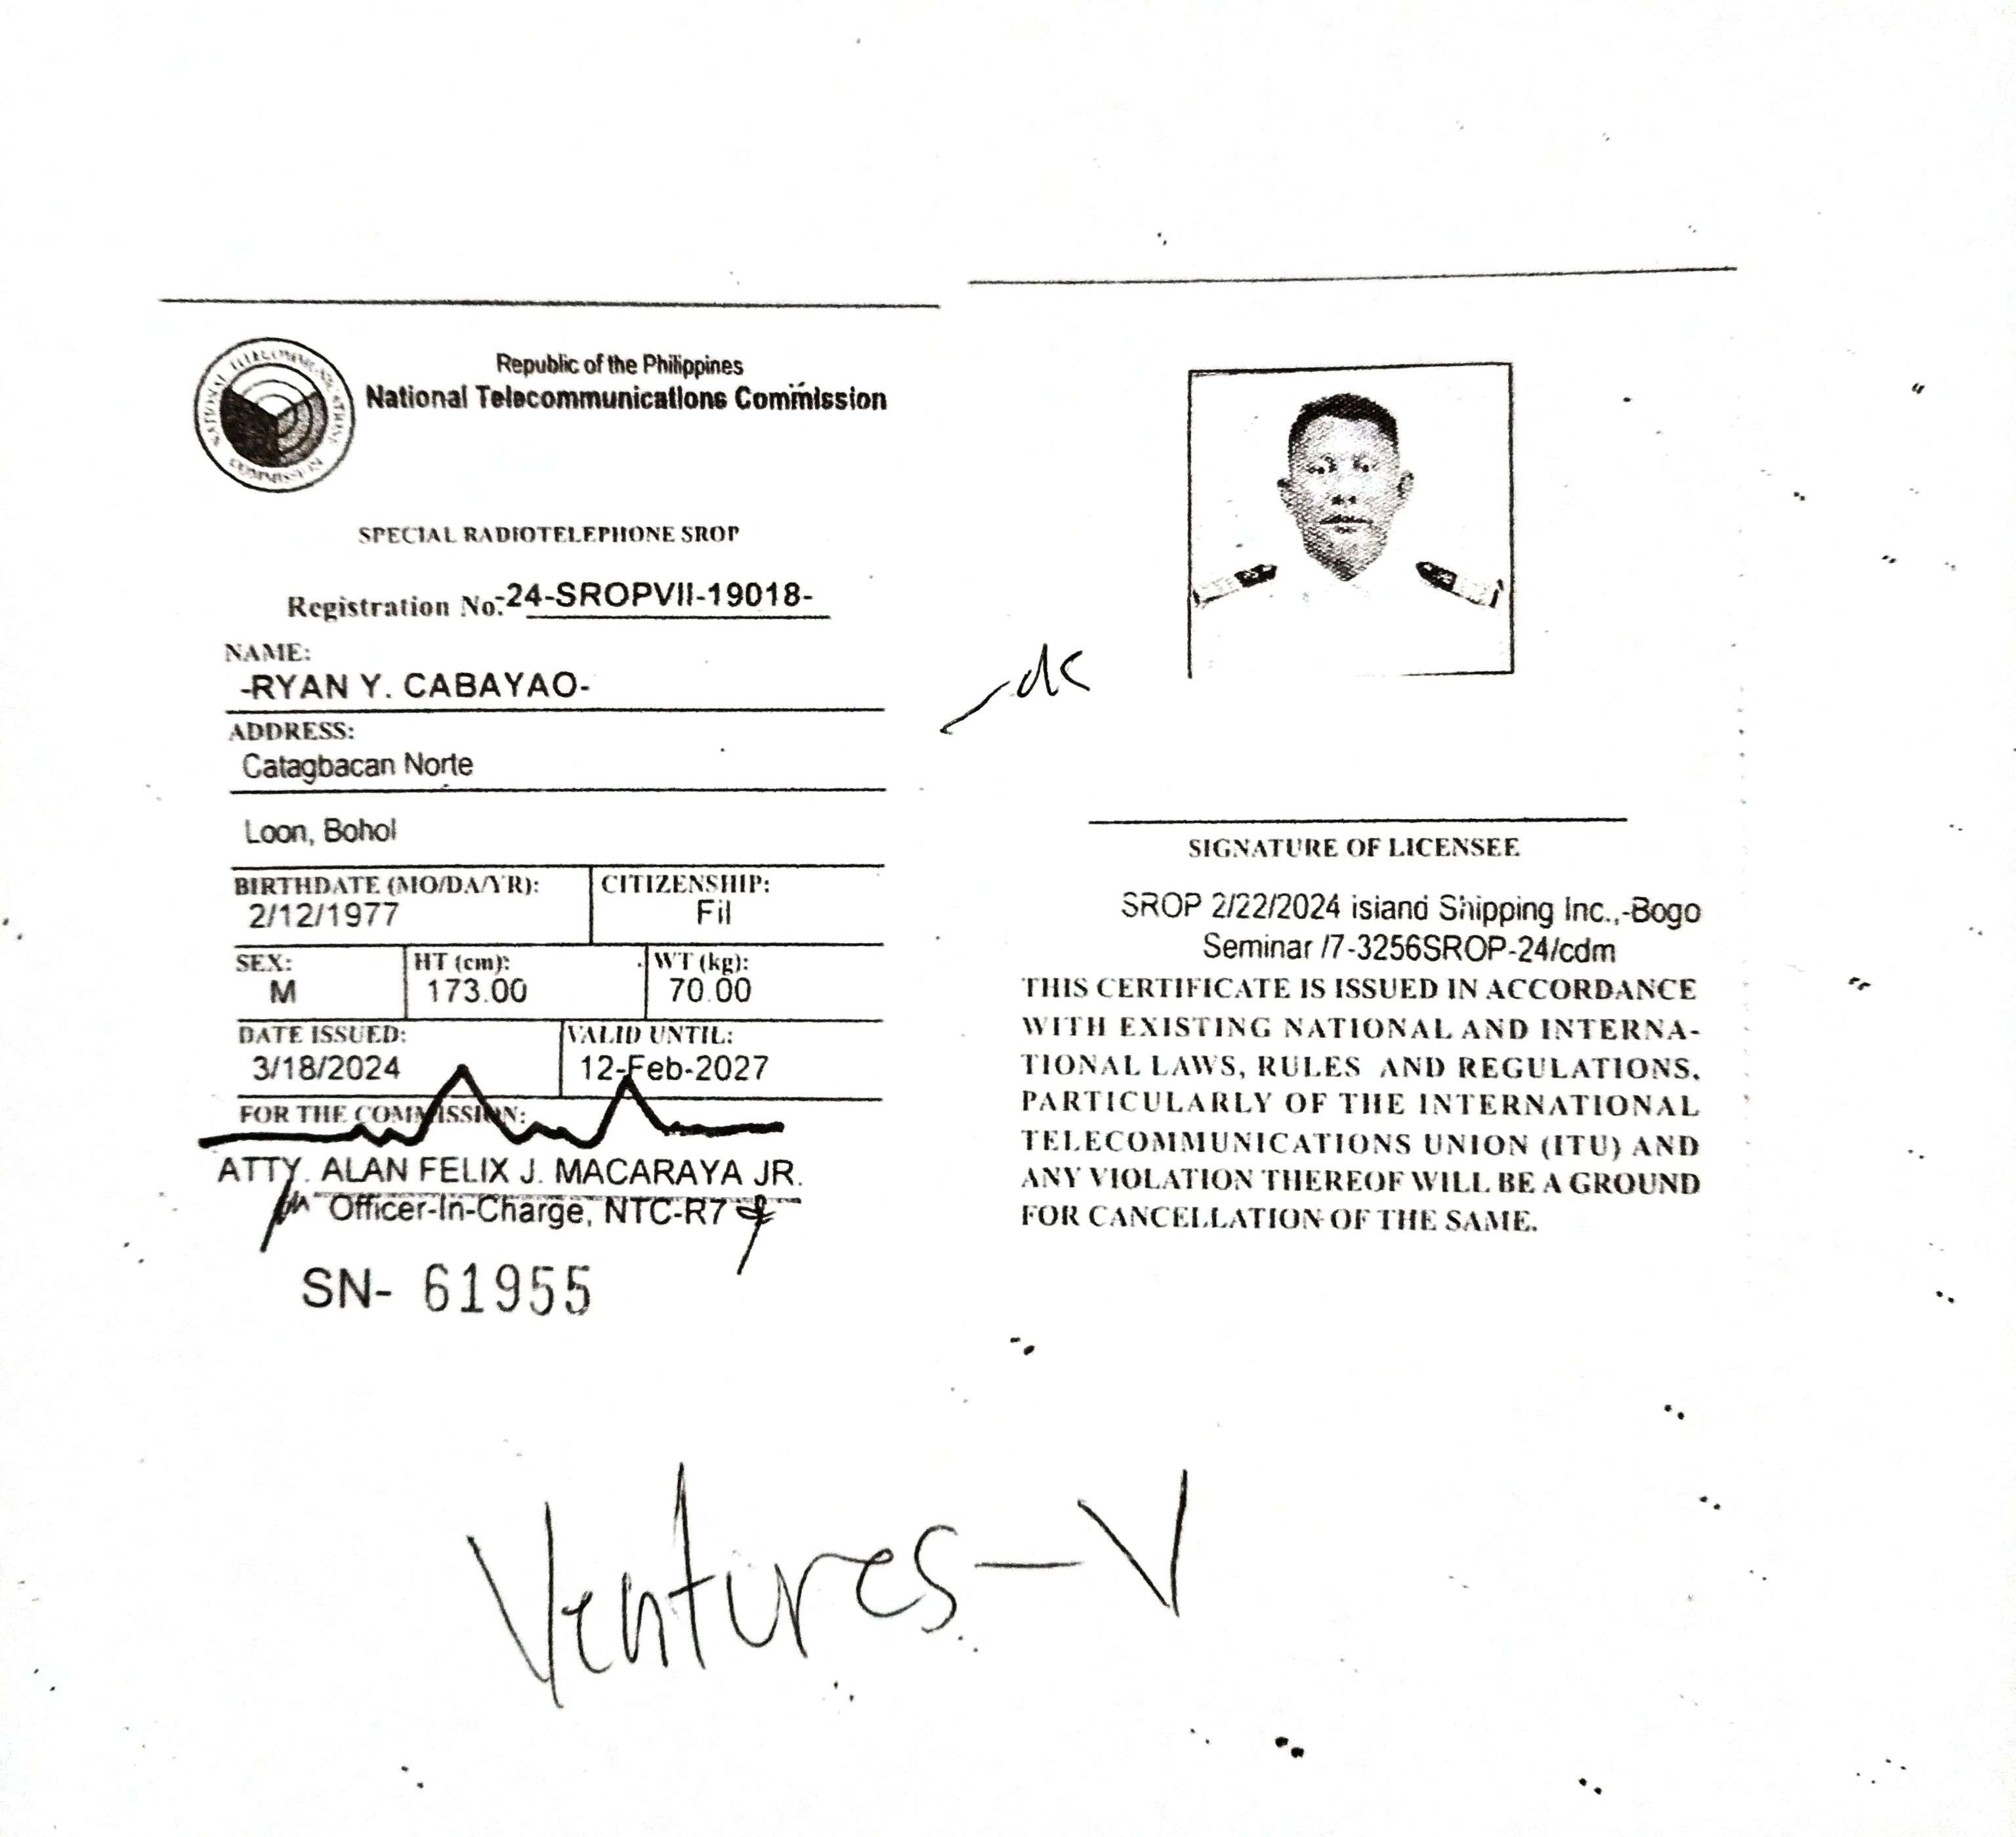 NATIONAL TELECOMMUNICATIONS COMMISSION
Republic of the Philippines
National Telecommunications Commission
SPECIAL RADIOTELEPHONE SROP
Registration No:-24-SROPVII-19018-
NAME:
-RYAN Y. CABAYAO-
ADDRESS:
Catagbacan Norte
Loon, Bohol
BIRTHDATE (MO/DA/YR): CITIZENSHIP:
2/12/1977 Fil
SEX: HT (cm): WT (kg):
M 173.00 70.00
DATE ISSUED: VALID UNTIL:
3/18/2024 12-Feb-2027
FOR THE COMMISSION:
ATTY. ALAN FELIX J. MACARAYA JR.
Officer-In-Charge, NTC-R7
SN- 61955
SIGNATURE OF LICENSEE
SROP 2/22/2024 island Shipping Inc.,-Bogo
Seminar /7-3256SROP-24/cdm
THIS CERTIFICATE IS ISSUED IN ACCORDANCE
WITH EXISTING NATIONAL AND INTERNA-
TIONAL LAWS, RULES AND REGULATIONS,
PARTICULARLY OF THE INTERNATIONAL
TELECOMMUNICATIONS UNION (ITU) AND
ANY VIOLATION THEREOF WILL BE A GROUND
FOR CANCELLATION OF THE SAME.
Ventures-V